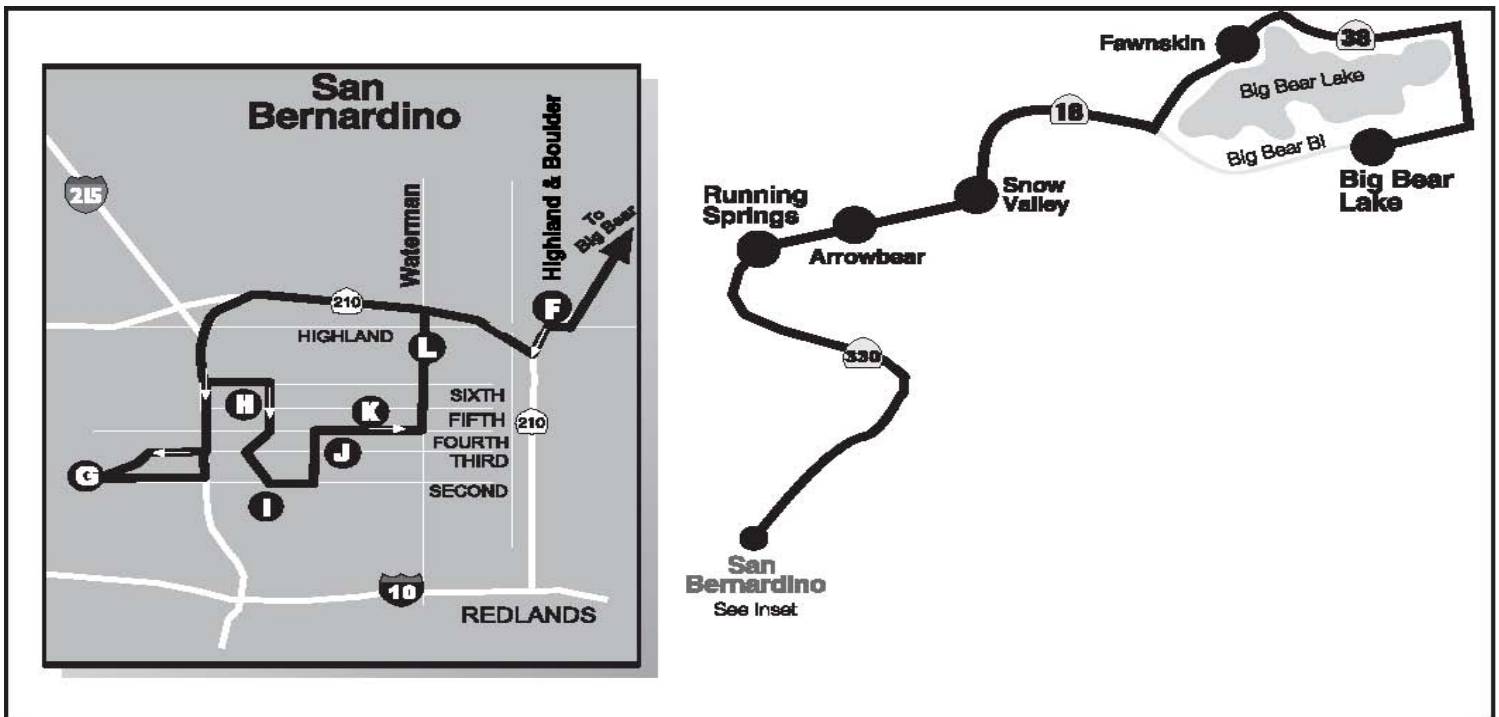 San
Bernardino
215
Waterman
Highland & Boulder
To
Big Bear
F
210
HIGHLAND
L
H
SIXTH
K
FIFTH
210
FOURTH
J
THIRD
G
SECOND
I
10
REDLANDS
Fawnskin
38
Big Bear Lake
18
Big Bear Bl
Big Bear
Lake
Snow
Valley
Running
Springs
Arrowbear
330
San
Bernardino
See Inset